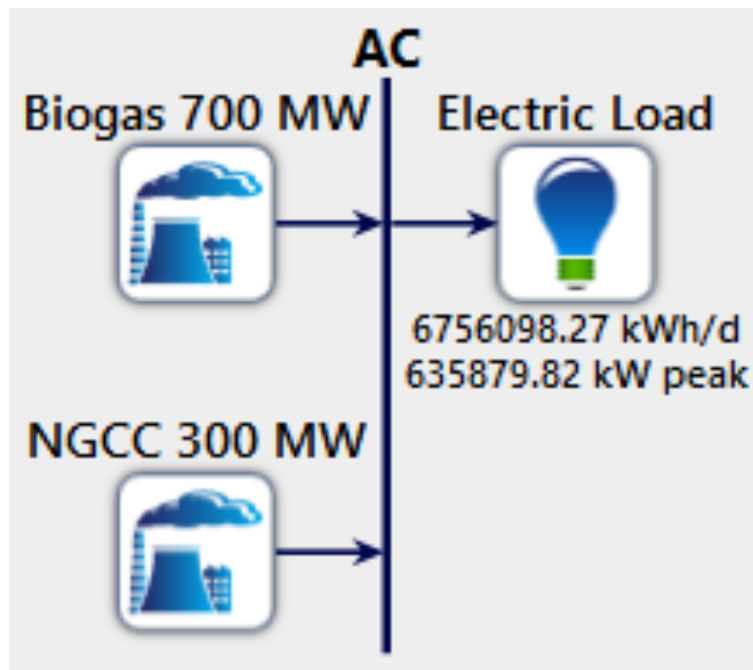 AC
Biogas 700 MW
Electric Load
6756098.27 kWh/d
635879.82 kW peak
NGCC 300 MW